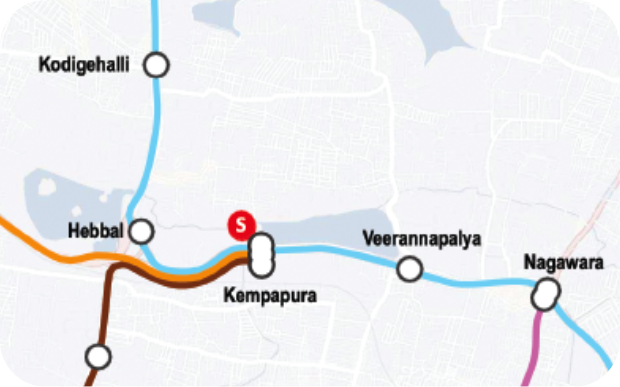 Kodigehalli
Hebbal
S
Veerannapalya
Nagawara
Kempapura